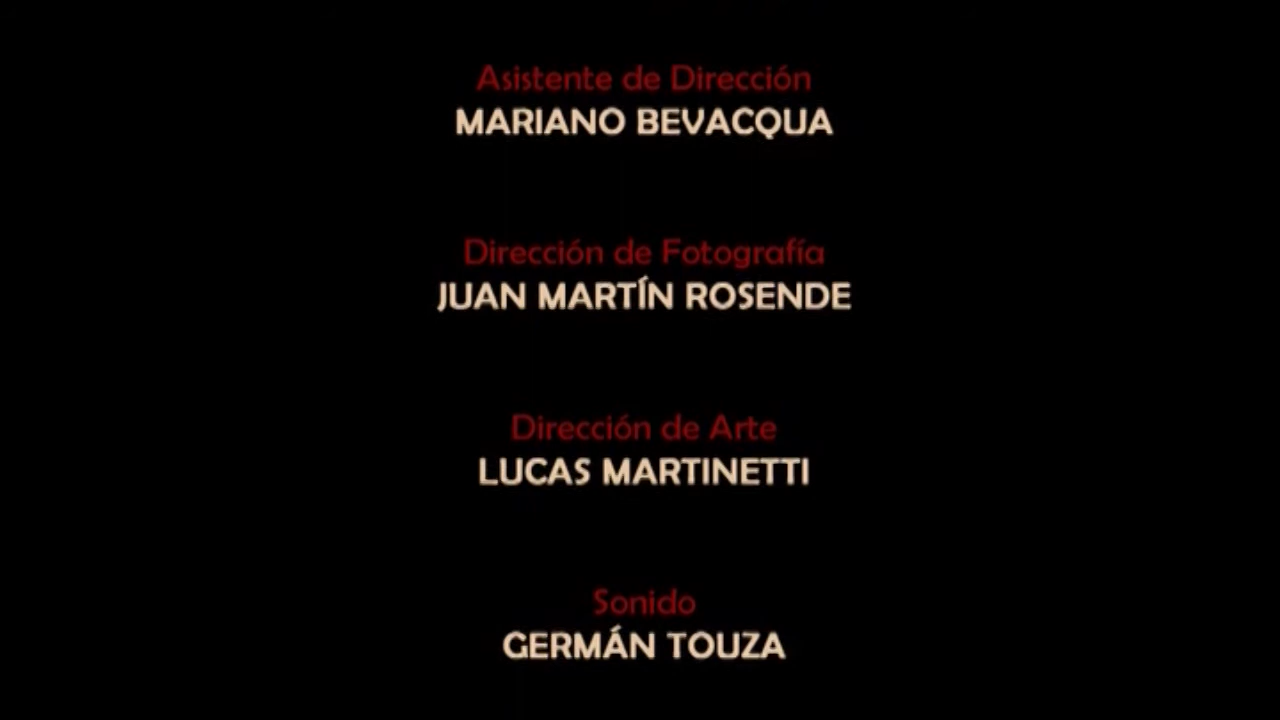 Asistente de Dirección
MARIANO BEVACQUA
Dirección de Fotografía
JUAN MARTÍN ROSENDE
Dirección de Arte
LUCAS MARTINETTI
Sonido
GERMÁN TOUZA